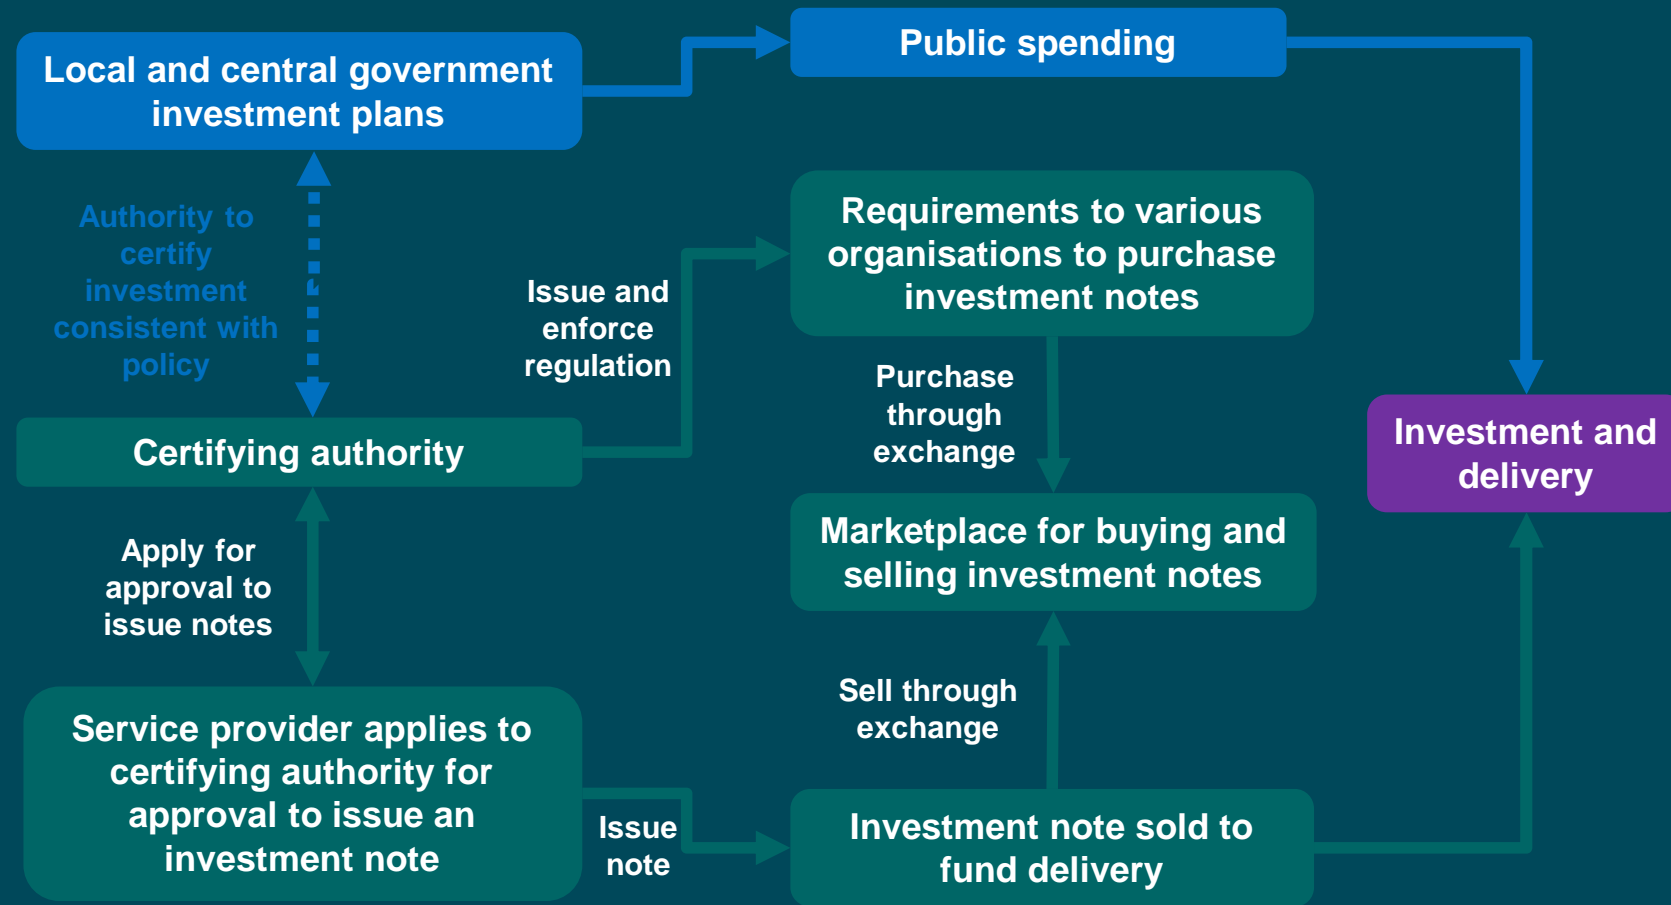 Local and central government
investment plans
Public spending
Authority to
certify
investment
consistent with
policy
Issue and
enforce
regulation
Requirements to various
organisations to purchase
investment notes
Purchase
through
exchange
Certifying authority
Investment and
delivery
Apply for
approval to
issue notes
Marketplace for buying and
selling investment notes
Sell through
exchange
Service provider applies to
certifying authority for
approval to issue an
investment note
Issue
note
Investment note sold to
fund delivery